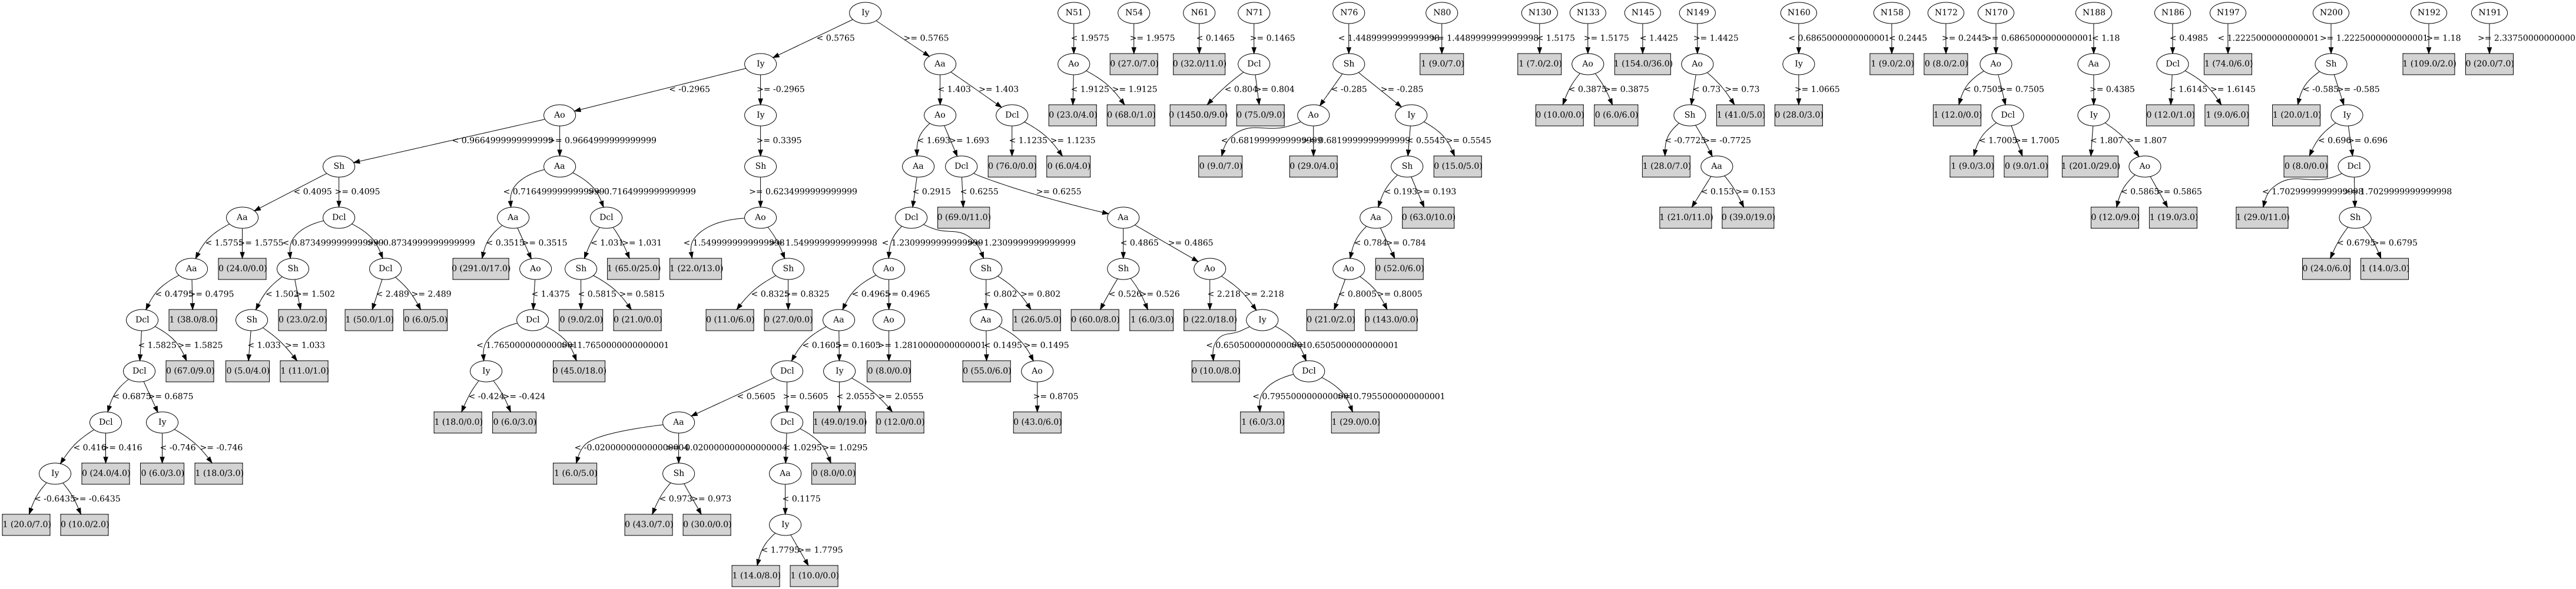 Iy N51 N54 N61 N71 N76 N80 N130 N133 N145 N149 N160 N158 N172 N170 N188 N186 N197 N200 N192 N191
< 0.5765 >= 0.5765 < 1.9575 >= 1.9575 < 0.1465 >= 0.1465 < 1.4489999999999998 >= 1.4489999999999998 < 1.5175 >= 1.5175 < 1.4425 >= 1.4425 < 0.6865000000000001 < 0.2445 >= 0.2445 >= 0.6865000000000001 < 1.18 < 0.4985 < 1.2225000000000001 >= 1.2225000000000001 >= 1.18 >= 2.33750000000000
Iy Aa Ao 0 (27.0/7.0) 0 (32.0/11.0) Dcl Sh 1 (9.0/7.0) 1 (7.0/2.0) Ao 1 (154.0/36.0) Ao Iy 1 (9.0/2.0) 0 (8.0/2.0) Ao Aa Dcl 1 (74.0/6.0) Sh 1 (109.0/2.0) 0 (20.0/7.0)
< -0.2965 >= -0.2965 < 1.403 >= 1.403 < 1.9125 >= 1.9125 < 0.804 >= 0.804 < -0.285 >= -0.285 < 0.3875 >= 0.3875 < 0.73 >= 0.73 >= 1.0665 < 0.7505 >= 0.7505 >= 0.4385 < 1.6145 >= 1.6145 < -0.585 >= -0.585
Ao Iy Ao Dcl 0 (23.0/4.0) 0 (68.0/1.0) 0 (1450.0/9.0) 0 (75.0/9.0) Ao Iy 0 (10.0/0.0) 0 (6.0/6.0) Sh 1 (41.0/5.0) 0 (28.0/3.0) 1 (12.0/0.0) Dcl Iy 0 (12.0/1.0) 1 (9.0/6.0) 1 (20.0/1.0) Iy
< 0.9664999999999999 >= 0.9664999999999999 >= 0.3395 < 1.693 >= 1.693 < 1.1235 >= 1.1235 < 0.6819999999999999 >= 0.6819999999999999 < 0.5545 >= 0.5545 < -0.7725 >= -0.7725 < 1.7005 >= 1.7005 < 1.807 >= 1.807 < 0.696 >= 0.696
Sh Aa Sh Aa Dcl 0 (76.0/0.0) 0 (6.0/4.0) 0 (9.0/7.0) 0 (29.0/4.0) Sh 0 (15.0/5.0) 1 (28.0/7.0) Aa 1 (9.0/3.0) 0 (9.0/1.0) 1 (201.0/29.0) Ao 0 (8.0/0.0) Dcl
< 0.4095 >= 0.4095 < 0.7164999999999999 >= 0.7164999999999999 >= 0.6234999999999999 < 0.2915 < 0.6255 >= 0.6255 < 0.193 >= 0.193 < 0.153 >= 0.153 < 0.5865 >= 0.5865 < 1.7029999999999998 >= 1.7029999999999998
Aa Dcl Aa Dcl Ao Dcl 0 (69.0/11.0) Aa Aa 0 (63.0/10.0) 1 (21.0/11.0) 0 (39.0/19.0) 0 (12.0/9.0) 1 (19.0/3.0) 1 (29.0/11.0) Sh
< 1.5755 >= 1.5755 < 0.8734999999999999 >= 0.8734999999999999 < 0.3515 >= 0.3515 < 1.031 >= 1.031 < 1.5499999999999998 >= 1.5499999999999998 < 1.2309999999999999 >= 1.2309999999999999 < 0.4865 >= 0.4865 < 0.784 >= 0.784 < 0.6795 >= 0.6795
Aa 0 (24.0/0.0) Sh Dcl 0 (291.0/17.0) Ao Sh 1 (65.0/25.0) 1 (22.0/13.0) Sh Ao Sh Sh Ao Ao 0 (52.0/6.0) 0 (24.0/6.0) 1 (14.0/3.0)
< 0.4795 >= 0.4795 < 1.502 >= 1.502 < 2.489 >= 2.489 < 1.4375 < 0.5815 >= 0.5815 < 0.8325 >= 0.8325 < 0.4965 >= 0.4965 < 0.802 >= 0.802 < 0.526 >= 0.526 < 2.218 >= 2.218 < 0.8005 >= 0.8005
Dcl 1 (38.0/8.0) Sh 0 (23.0/2.0) 1 (50.0/1.0) 0 (6.0/5.0) Dcl 0 (9.0/2.0) 0 (21.0/0.0) 0 (11.0/6.0) 0 (27.0/0.0) Aa Ao Aa 1 (26.0/5.0) 0 (60.0/8.0) 1 (6.0/3.0) 0 (22.0/18.0) Iy 0 (21.0/2.0) 0 (143.0/0.0)
< 1.5825 >= 1.5825 < 1.033 >= 1.033 < 1.7650000000000001 >= 1.7650000000000001 < 0.1605 >= 0.1605 >= 1.2810000000000001 < 0.1495 >= 0.1495 < 0.6505000000000001 >= 0.6505000000000001
Dcl 0 (67.0/9.0) 0 (5.0/4.0) 1 (11.0/1.0) Iy 0 (45.0/18.0) Dcl Iy 0 (8.0/0.0) 0 (55.0/6.0) Ao 0 (10.0/8.0) Dcl
< 0.6875 >= 0.6875 < -0.424 >= -0.424 < 0.5605 >= 0.5605 < 2.0555 >= 2.0555 >= 0.8705 < 0.7955000000000001 >= 0.7955000000000001
Dcl Iy 1 (18.0/0.0) 0 (6.0/3.0) Aa Dcl 1 (49.0/19.0) 0 (12.0/0.0) 0 (43.0/6.0) 1 (6.0/3.0) 1 (29.0/0.0)
< 0.416 >= 0.416 < -0.746 >= -0.746 < -0.020000000000000004 >= -0.020000000000000004 < 1.0295 >= 1.0295
Iy 0 (24.0/4.0) 0 (6.0/3.0) 1 (18.0/3.0) 1 (6.0/5.0) Sh Aa 0 (8.0/0.0)
< -0.6435 >= -0.6435 < 0.973 >= 0.973 < 0.1175
1 (20.0/7.0) 0 (10.0/2.0) 0 (43.0/7.0) 0 (30.0/0.0) Iy
< 1.7795 >= 1.7795
1 (14.0/8.0) 1 (10.0/0.0)